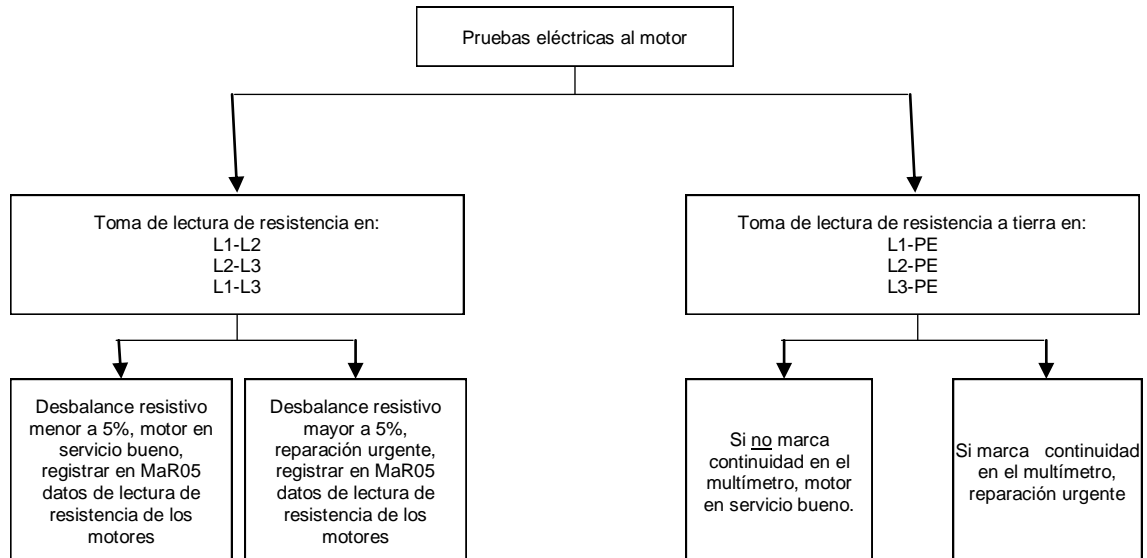 Pruebas eléctricas al motor
Toma de lectura de resistencia en:
L1-L2
L2-L3
L1-L3
Toma de lectura de resistencia a tierra en:
L1-PE
L2-PE
L3-PE
Desbalance resistivo
menor a 5%, motor en
servicio bueno,
registrar en MaR05
datos de lectura de
resistencia de los
motores
Desbalance resistivo
mayor a 5%,
reparación urgente,
registrar en MaR05
datos de lectura de
resistencia de los
motores
Si no marca
continuidad en el
multímetro, motor
en servicio bueno.
Si marca continuidad
en el multímetro,
reparación urgente